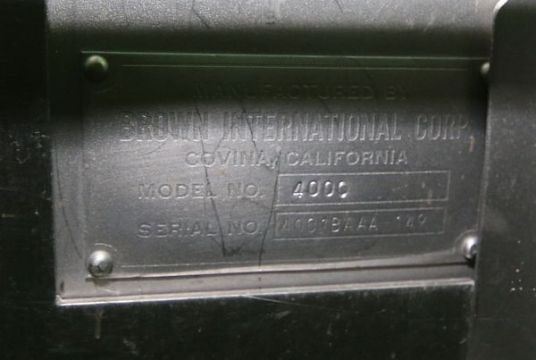 MANUFACTURED BY
BROWN INTERNATIONAL CORP
COVINA, CALIFORNIA
MODEL NO. 4000
SERIAL NO.